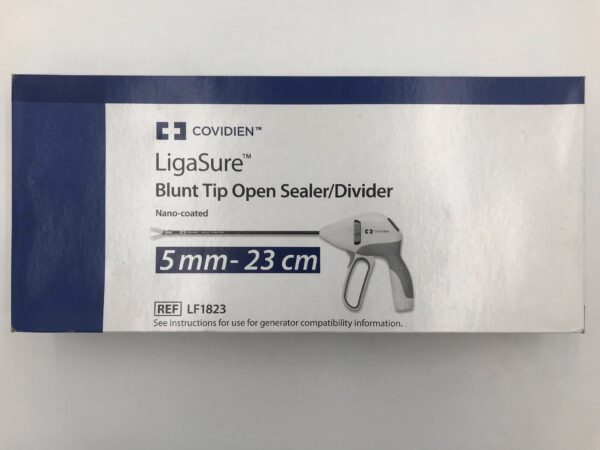 COVIDIEN™
LigaSure™
Blunt Tip Open Sealer/Divider
Nano-coated
COVIDIEN
5 mm - 23 cm
REF LF1823
See instructions for use for generator compatibility information.